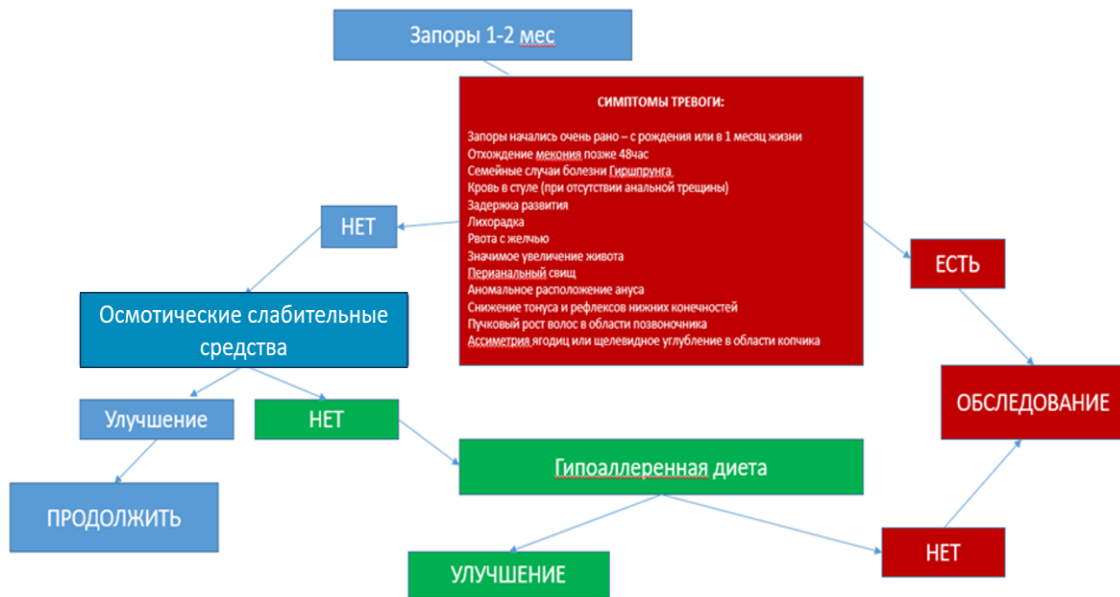 Запоры 1-2 мес
СИМПТОМЫ ТРЕВОГИ:
Запоры начались очень рано – с рождения или в 1 месяц жизни
Отхождение мекония позже 48час
Семейные случаи болезни Гиршпрунга
Кровь в стуле (при отсутствии анальной трещины)
Задержка развития
Лихорадка
Рвота с желчью
Значимое увеличение живота
Перианальный свищ
Аномальное расположение ануса
Снижение тонуса и рефлексов нижних конечностей
Пучковый рост волос в области позвоночника
Ассиметрия ягодиц или щелевидное углубление в области копчика
НЕТ
ЕСТЬ
Осмотические слабительные
средства
ОБСЛЕДОВАНИЕ
Улучшение
НЕТ
Гипоаллеренная диета
ПРОДОЛЖИТЬ
НЕТ
УЛУЧШЕНИЕ